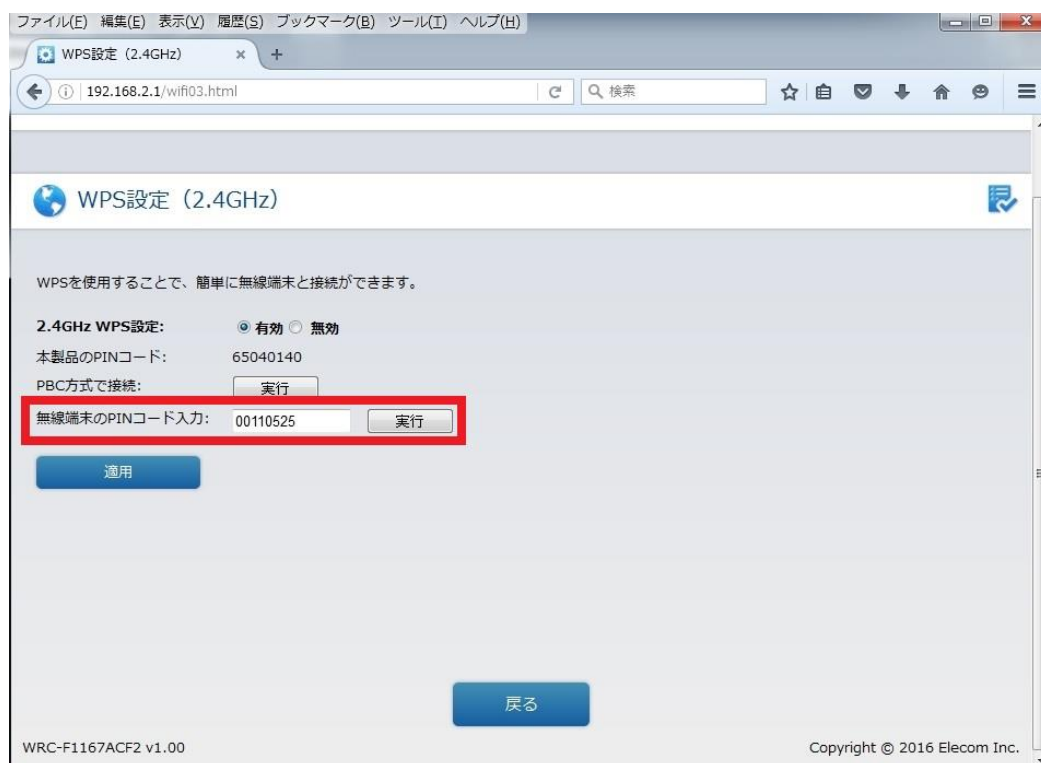 ファイル(F) 編集(E) 表示(V) 履歴(S) ブックマーク(B) ツール(T) ヘルプ(H)
WPS設定（2.4GHz）
192.168.2.1/wifi03.html 検索
WPS設定（2.4GHz）
WPSを使用することで、簡単に無線端末と接続ができます。
2.4GHz WPS設定: 有効 無効
本製品のPINコード: 65040140
PBC方式で接続: 実行
無線端末のPINコード入力: 00110525 実行
適用
戻る
WRC-F1167ACF2 v1.00 Copyright © 2016 Elecom Inc.